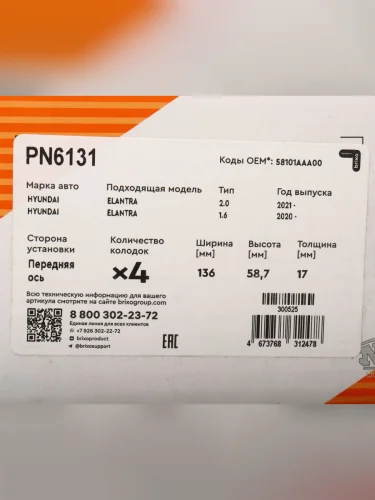 PN6131
Коды OEM*: 58101AAA00
brixo
Марка авто Подходящая модель Тип Год выпуска
HYUNDAI ELANTRA 2.0 2021 -
HYUNDAI ELANTRA 1.6 2020 -
Сторона установки Количество колодок Ширина [мм] Высота [мм] Толщина [мм]
Передняя ось ×4 136 58,7 17
Всю техническую информацию для вашего
артикула смотрите на сайте brixogroup.com
8 800 302-23-72
Единая линия для всех клиентов
+7 926 302-22-72
brixoproduct
@brixosupport
EAC
300525
4 673768 312478